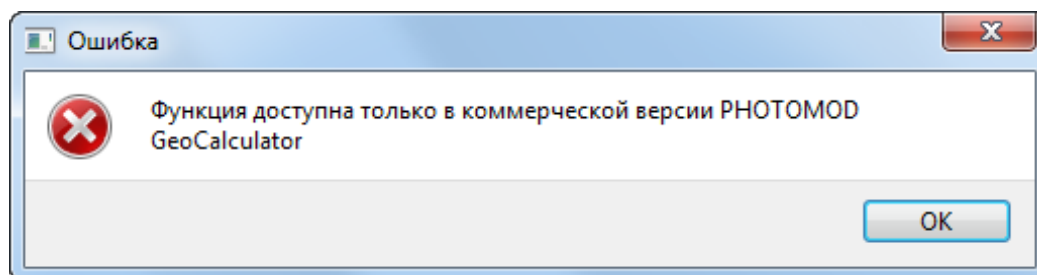 Ошибка
Функция доступна только в коммерческой версии PHOTOMOD
GeoCalculator
OK